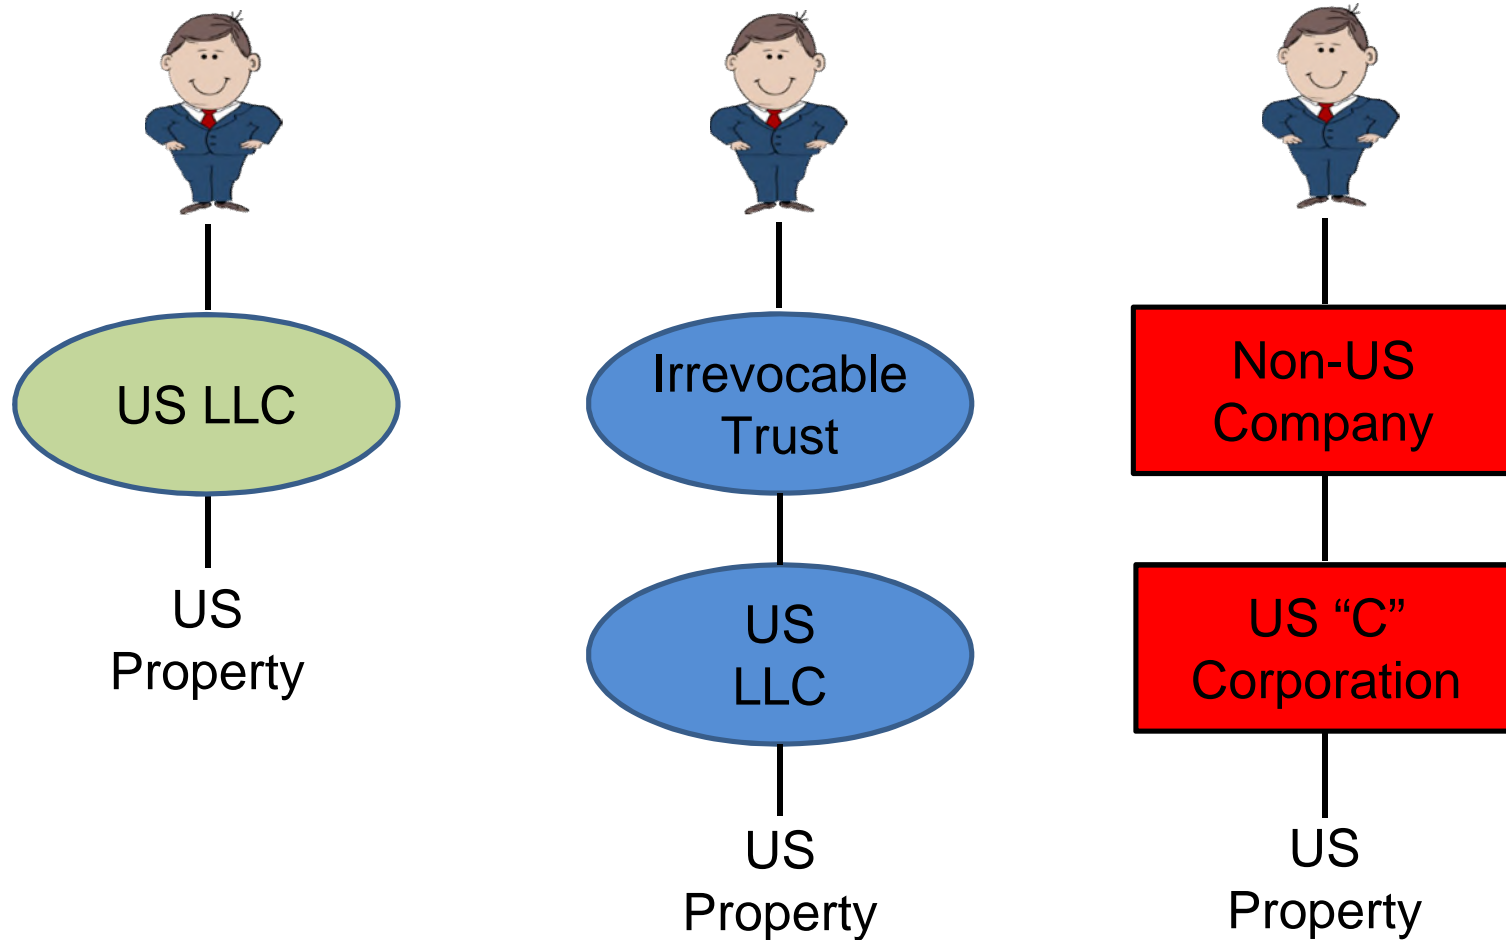 US LLC
US
Property
Irrevocable
Trust
US
LLC
US
Property
Non-US
Company
US “C”
Corporation
US
Property